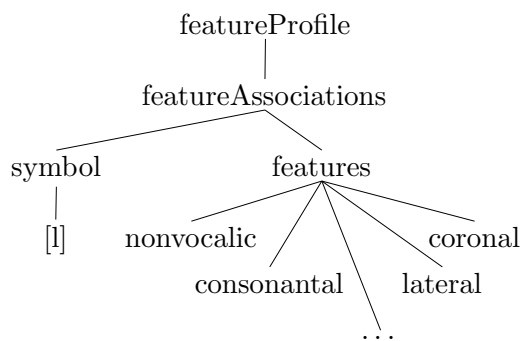 featureProfile
featureAssociations
symbol features
[l] nonvocalic coronal
consonantal lateral
...